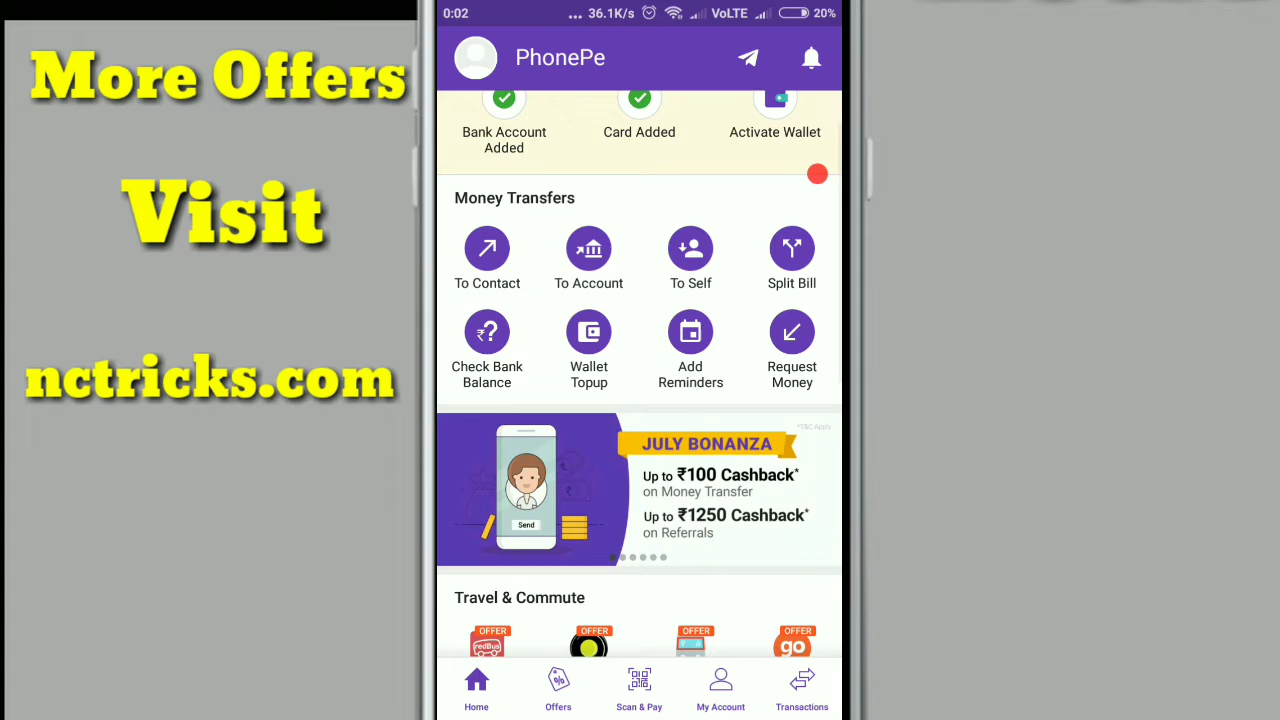 More Offers
Visit
nctricks.com
0:02
... 36.1K/s VoLTE 20%
PhonePe
Bank Account
Added
Card Added
Activate Wallet
Money Transfers
To Contact
To Account
To Self
Split Bill
₹?
Check Bank
Balance
Wallet
Topup
Add
Reminders
Request
Money
*T&C Apply
JULY BONANZA
Up to ₹100 Cashback*
on Money Transfer
Up to ₹1250 Cashback*
on Referrals
Send
Travel & Commute
OFFER
redBus
OFFER
OFFER
OFFER
go
Home
Offers
Scan & Pay
My Account
Transactions